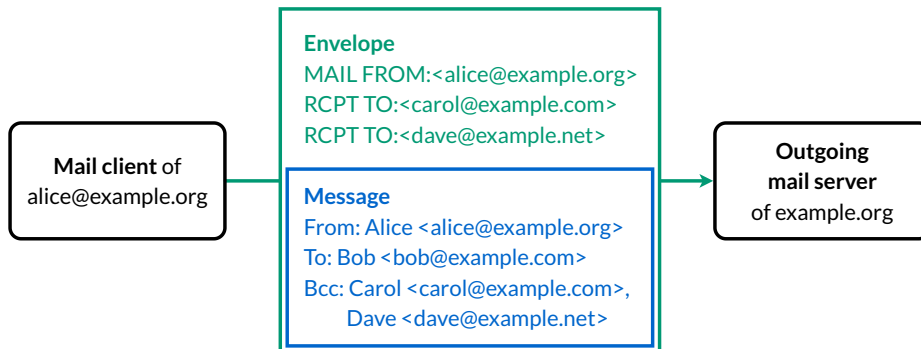 Mail client of
alice@example.org
Envelope
MAIL FROM:<alice@example.org>
RCPT TO:<carol@example.com>
RCPT TO:<dave@example.net>
Message
From: Alice <alice@example.org>
To: Bob <bob@example.com>
Bcc: Carol <carol@example.com>,
Dave <dave@example.net>
Outgoing
mail server
of example.org